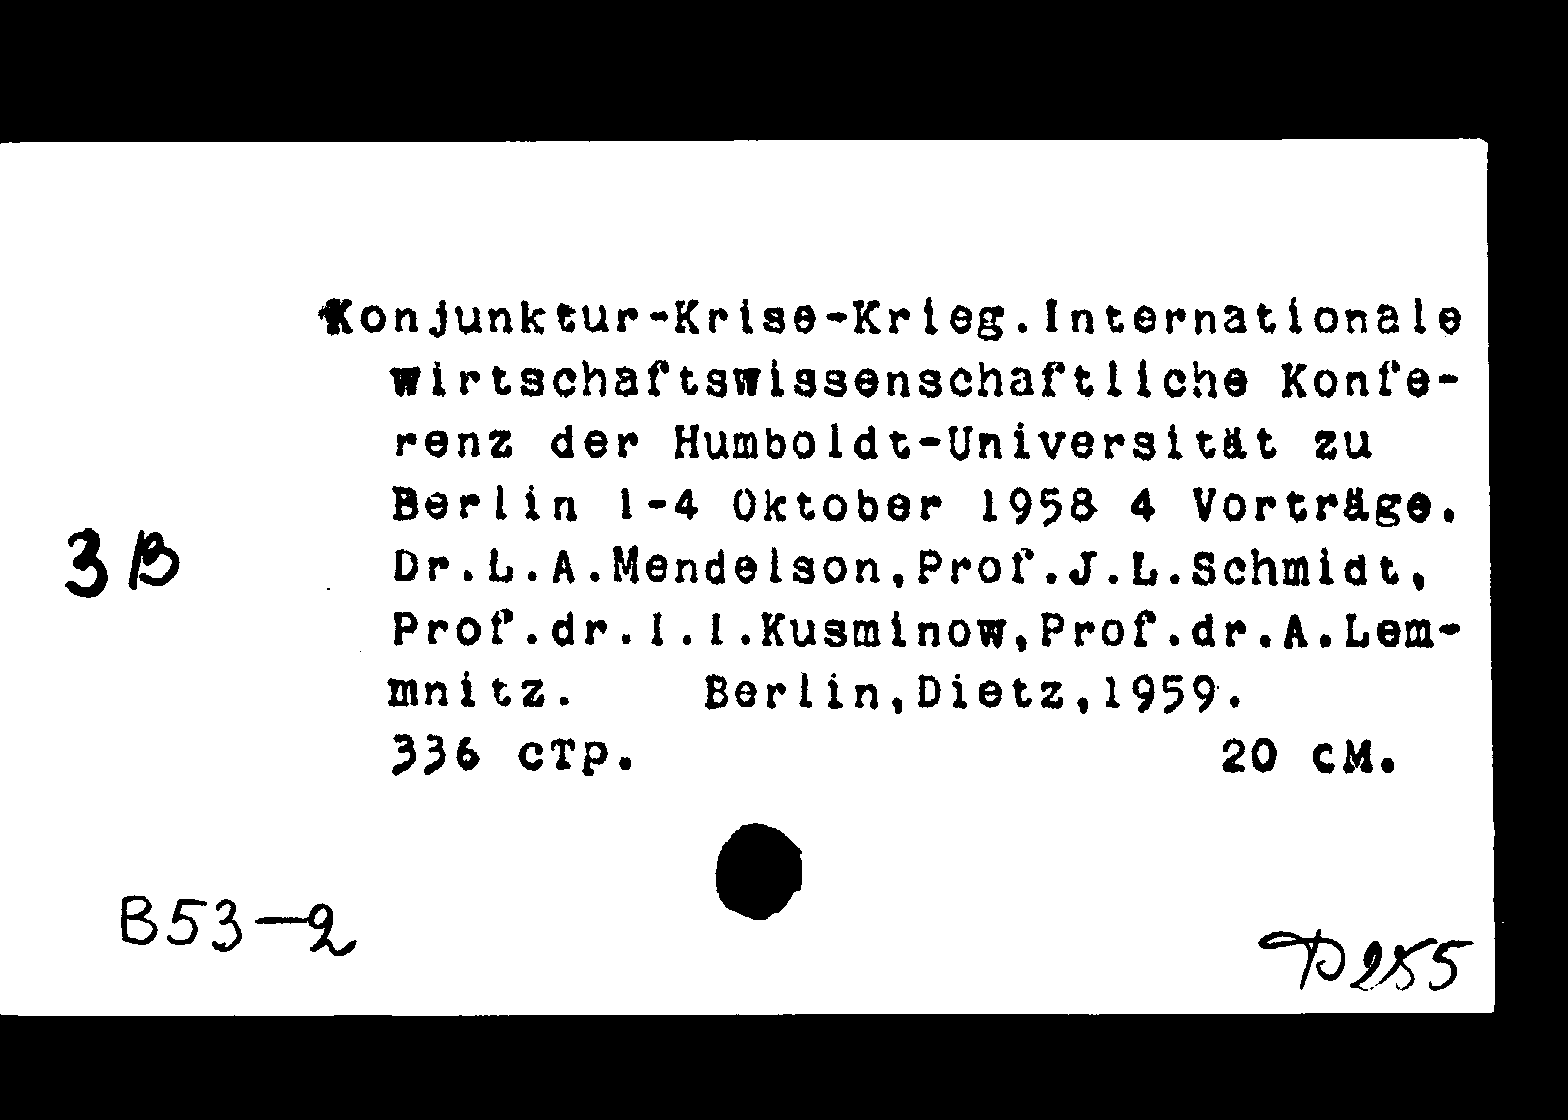 Konjunktur-Krise-Krieg.Internationale
wirtschaftswissenschaftliche Konfe-
renz der Humboldt-Universität zu
Berlin 1-4 Oktober 1958 4 Vorträge.
3B
Dr.L.A.Mendelson,Prof.J.L.Schmidt,
Prof.dr.I.I.Kusminow,Prof.dr.A.Lem-
mnitz. Berlin,Dietz,1959.
336 стр. 20 см.
B53-2